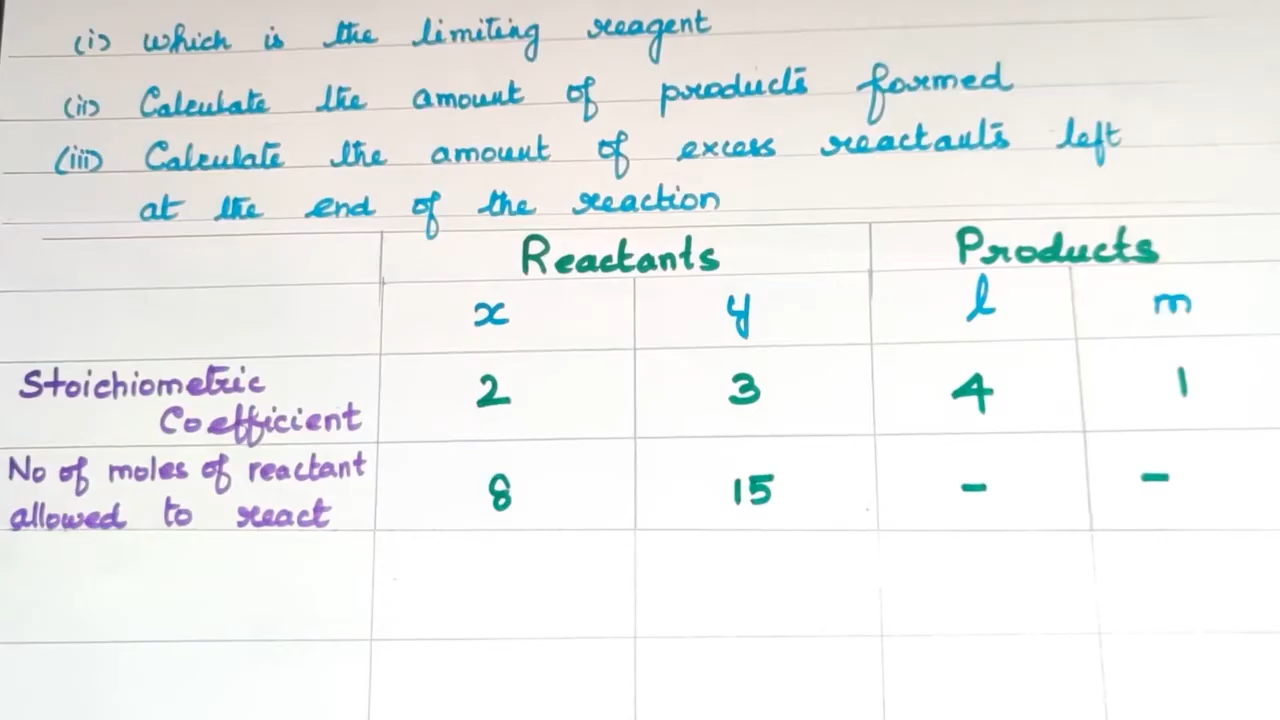 (i) which is the limiting reagent
(ii) Calculate the amount of products formed
(iii) Calculate the amount of excess reactants left
at the end of the reaction
Reactants Products
x y l m
Stoichiometric
Coefficient 2 3 4 1
No of moles of reactant
allowed to react 8 15 - -